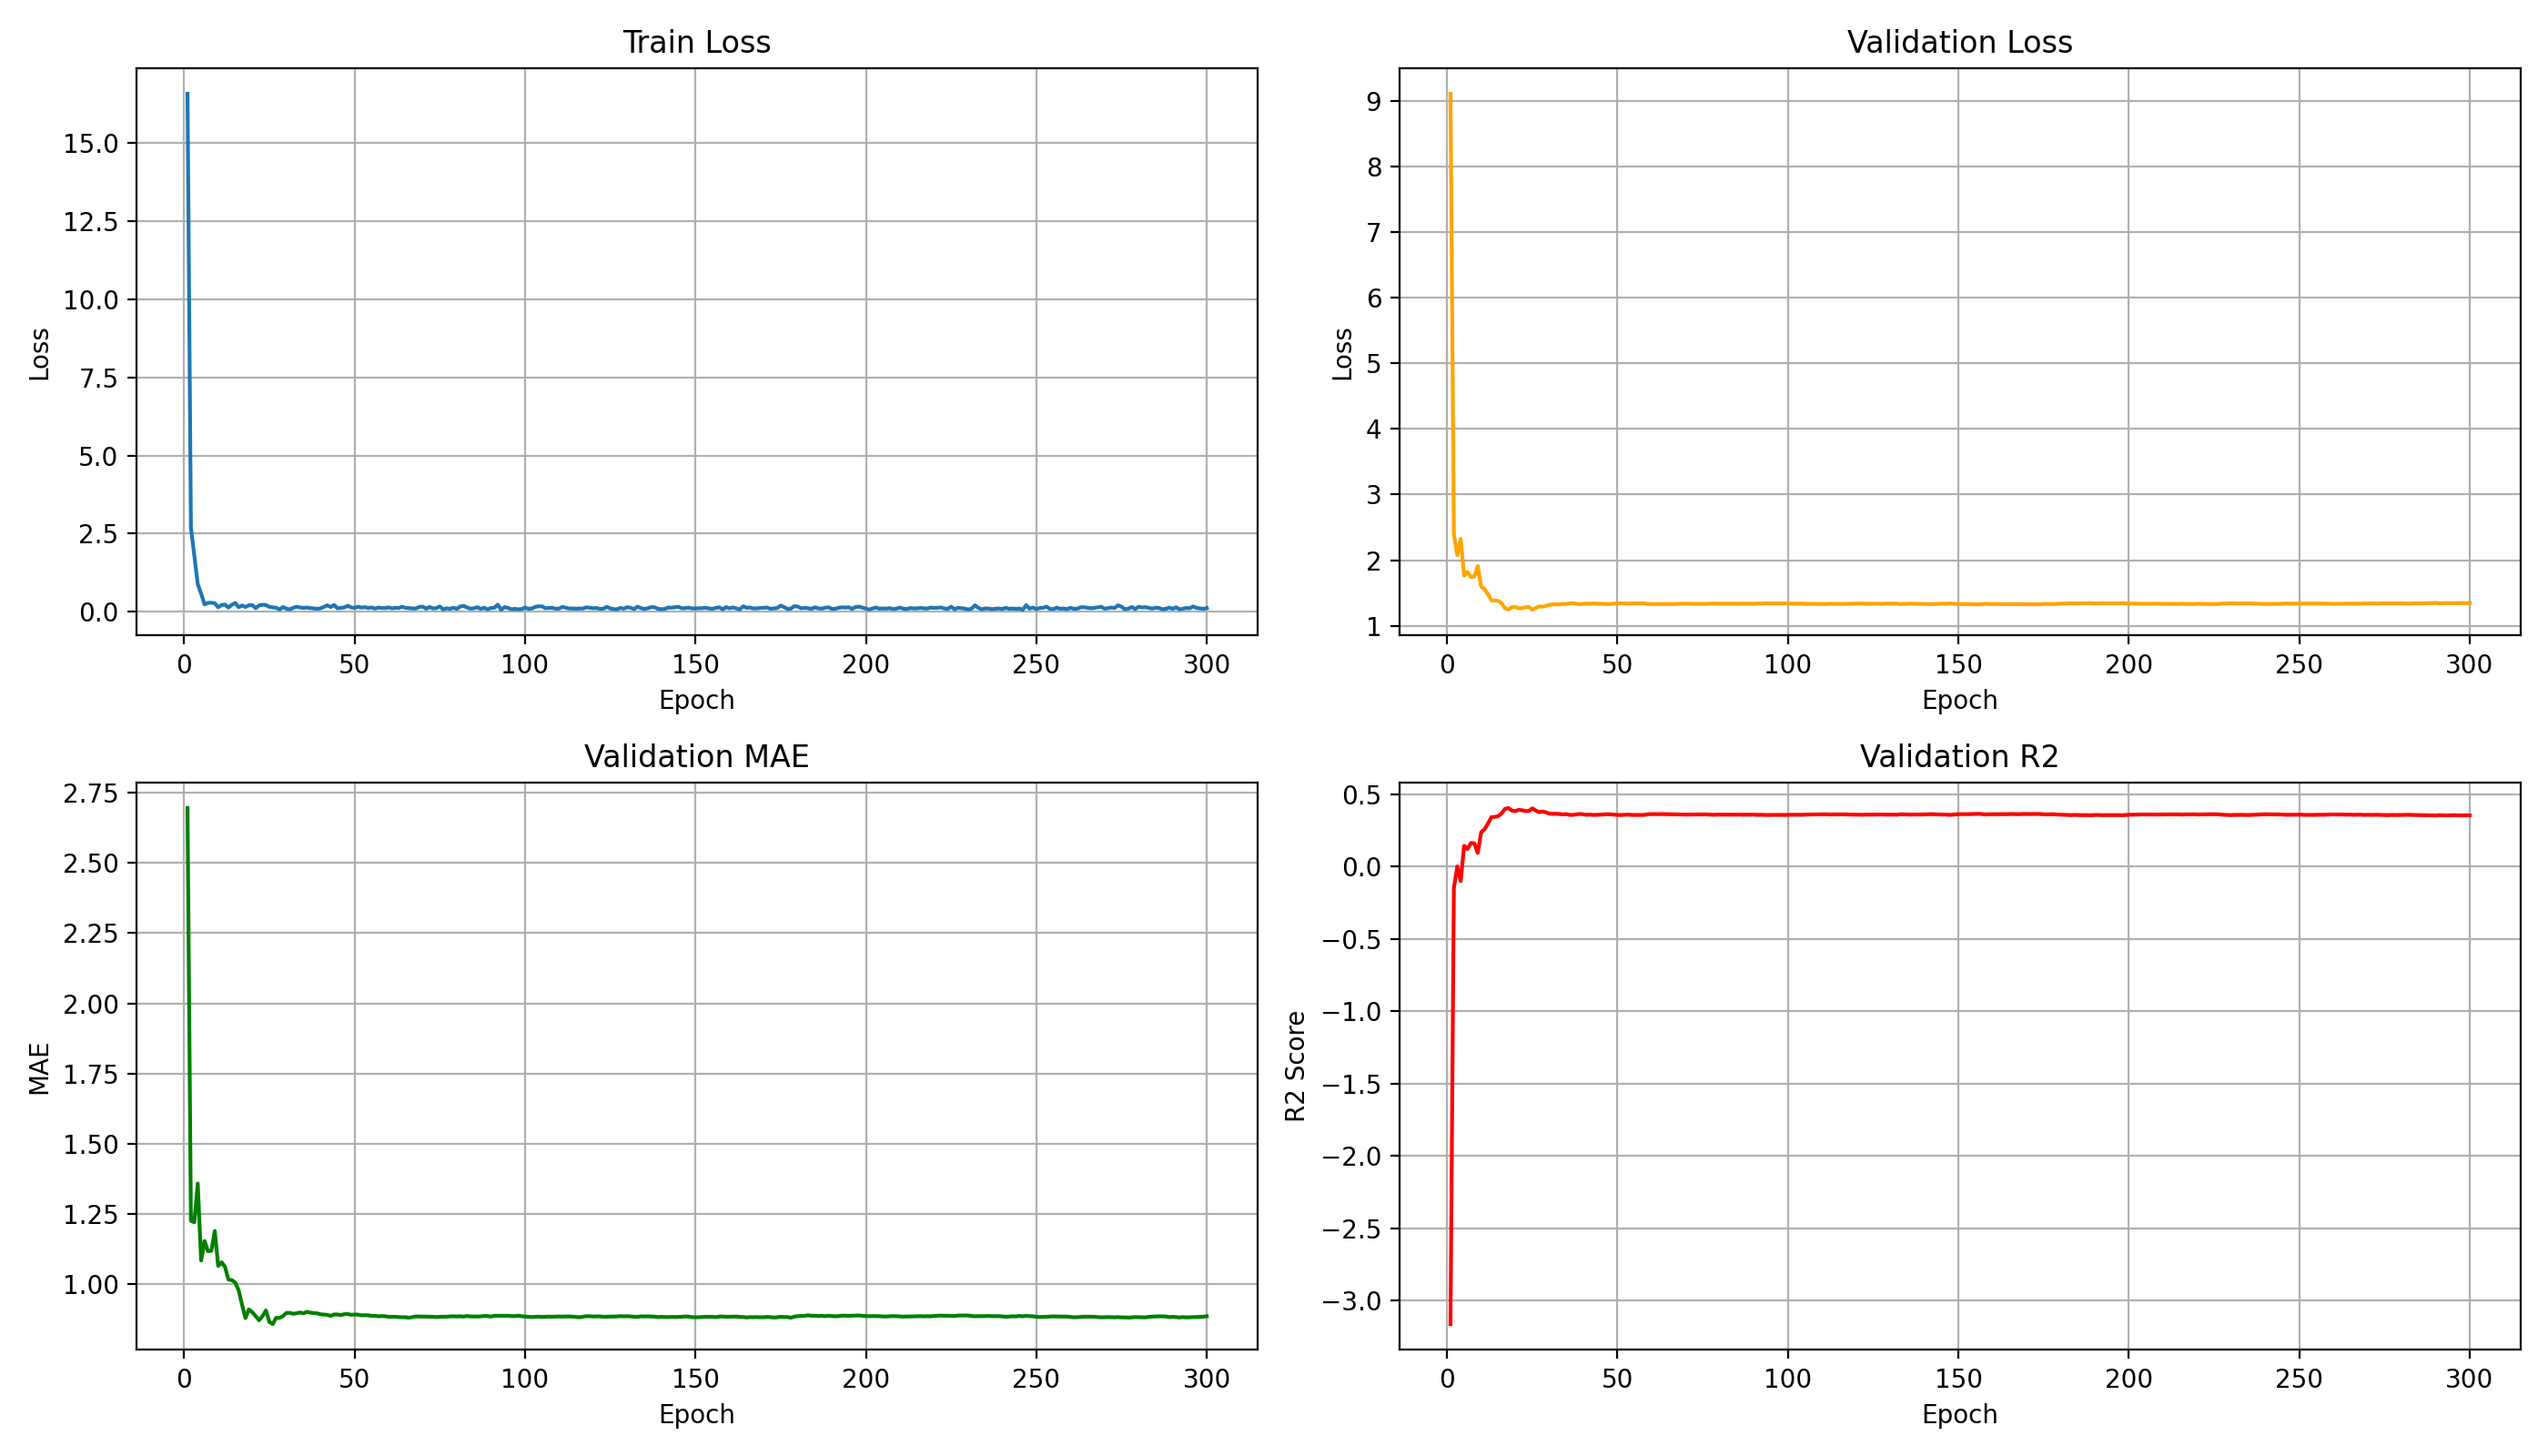 Train Loss
15.0
12.5
10.0
7.5
5.0
2.5
0.0
Loss
0 50 100 150 200 250 300
Epoch
Validation Loss
9
8
7
6
5
4
3
2
1
Loss
0 50 100 150 200 250 300
Epoch
Validation MAE
2.75
2.50
2.25
2.00
1.75
1.50
1.25
1.00
MAE
0 50 100 150 200 250 300
Epoch
Validation R2
0.5
0.0
−0.5
−1.0
−1.5
−2.0
−2.5
−3.0
R2 Score
0 50 100 150 200 250 300
Epoch